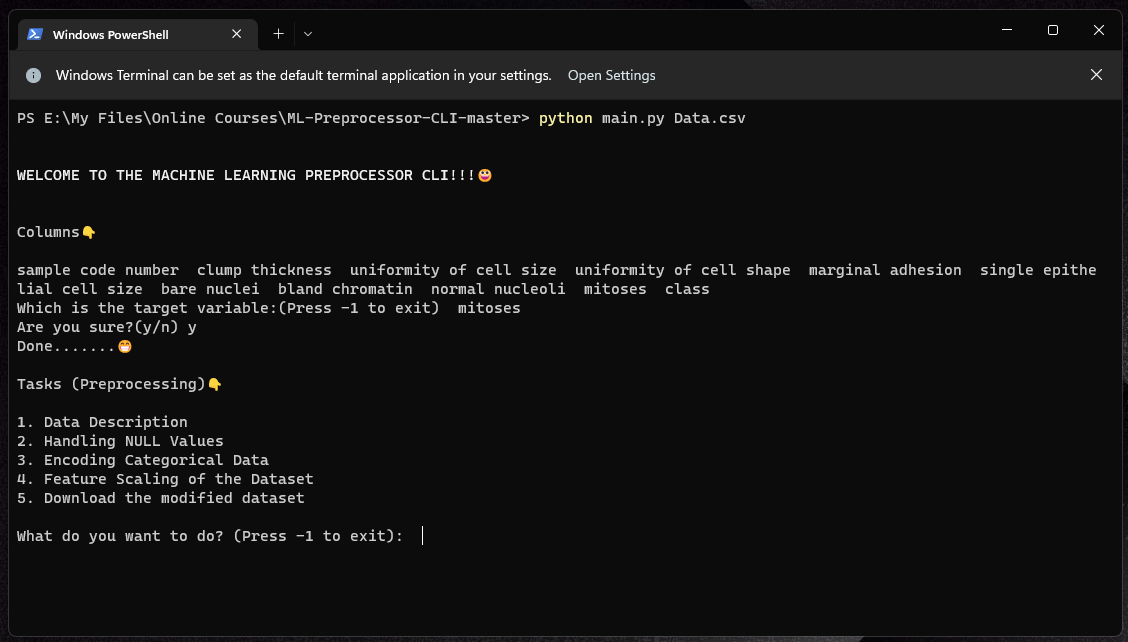 Windows PowerShell
Windows Terminal can be set as the default terminal application in your settings. Open Settings
PS E:\My Files\Online Courses\ML-Preprocessor-CLI-master> python main.py Data.csv
WELCOME TO THE MACHINE LEARNING PREPROCESSOR CLI!!!😀
Columns👇
sample code number  clump thickness  uniformity of cell size  uniformity of cell shape  marginal adhesion  single epithe
lial cell size  bare nuclei  bland chromatin  normal nucleoli  mitoses  class
Which is the target variable:(Press -1 to exit)  mitoses
Are you sure?(y/n) y
Done.......😁
Tasks (Preprocessing)👇
1. Data Description
2. Handling NULL Values
3. Encoding Categorical Data
4. Feature Scaling of the Dataset
5. Download the modified dataset
What do you want to do? (Press -1 to exit):